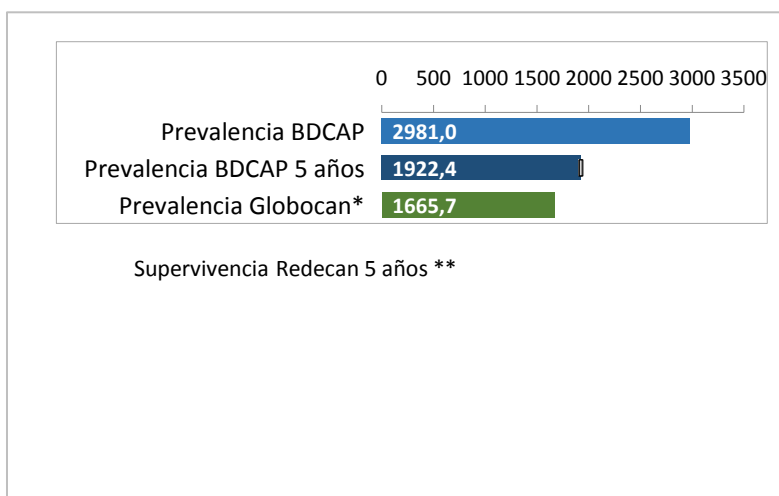 0 500 1000 1500 2000 2500 3000 3500
Prevalencia BDCAP 2981,0
Prevalencia BDCAP 5 años 1922,4
Prevalencia Globocan* 1665,7
Supervivencia Redecan 5 años **